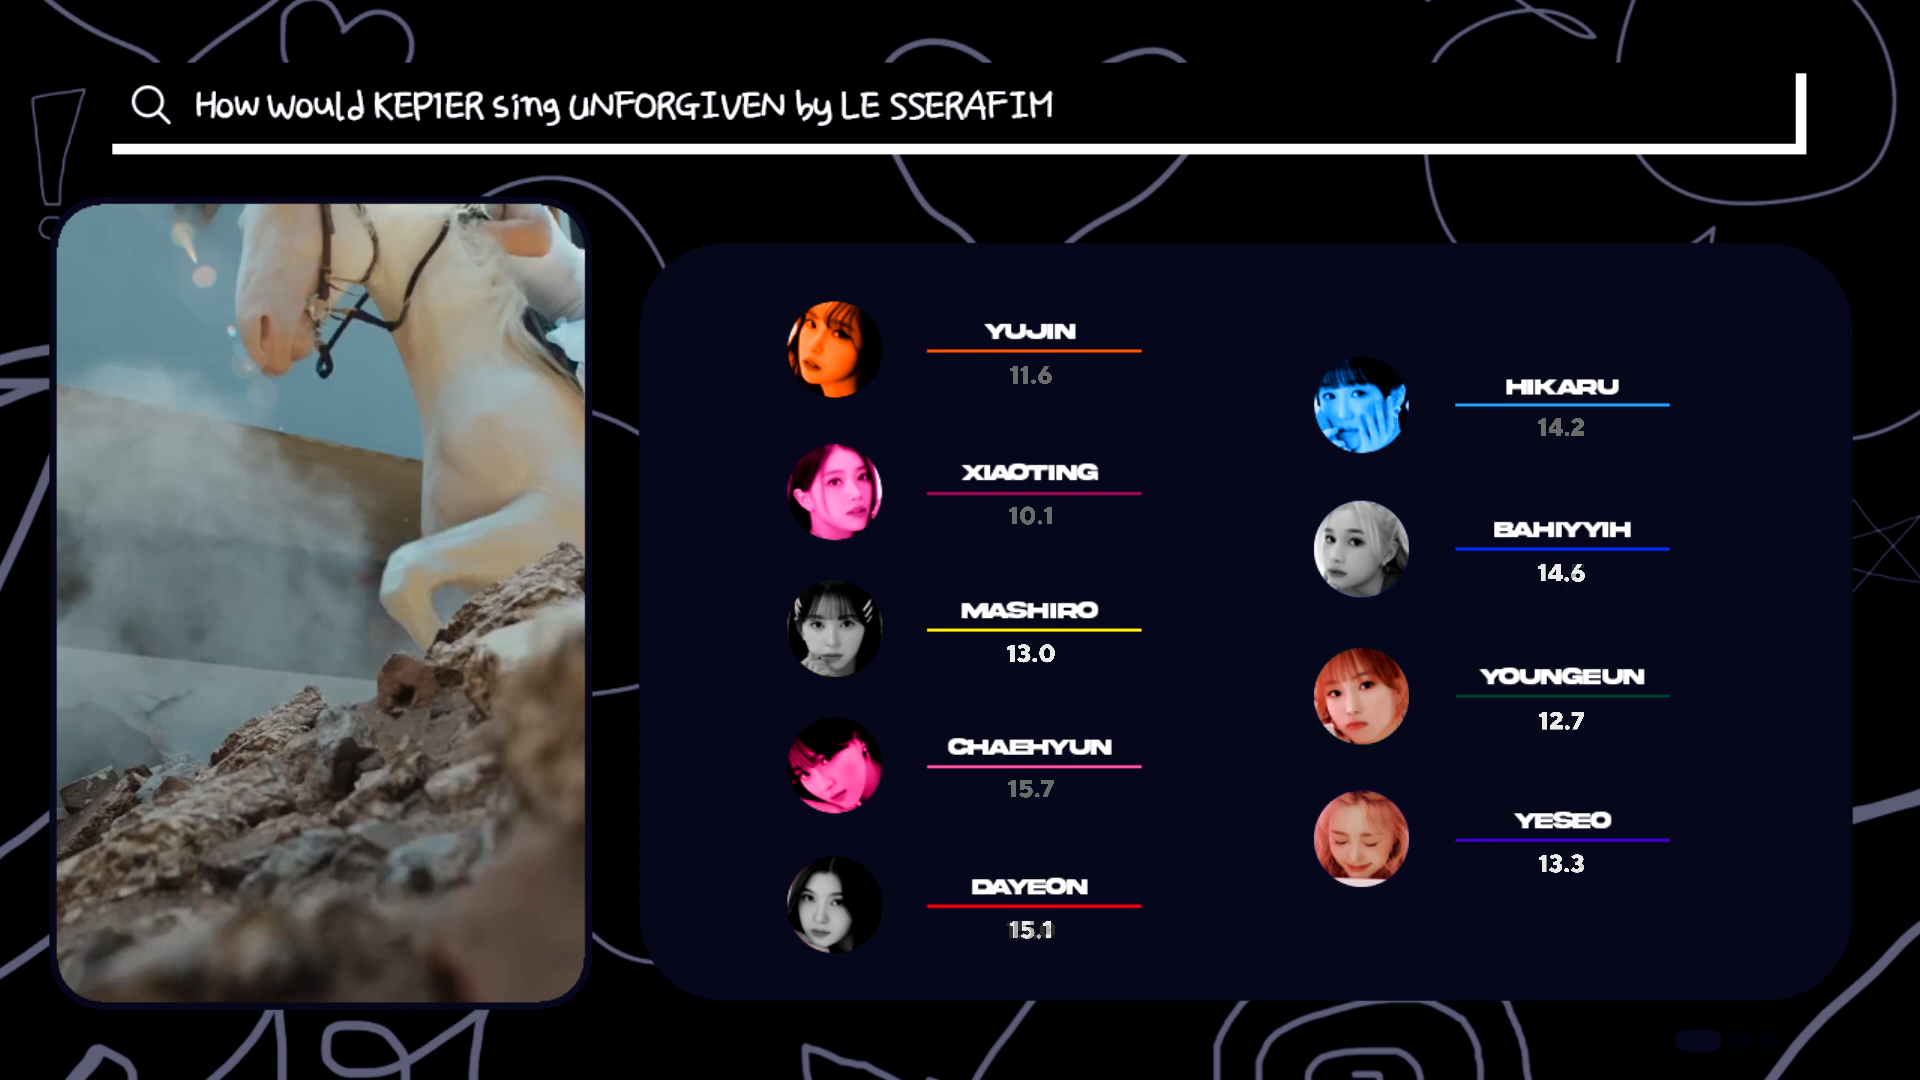 How would KEP1ER sing UNFORGIVEN by LE SSERAFIM
YUJIN
11.6
XIAOTING
10.1
MASHIRO
13.0
CHAEHYUN
15.7
DAYEON
15.1
HIKARU
14.2
BAHIYYIH
14.6
YOUNGEUN
12.7
YESEO
13.3